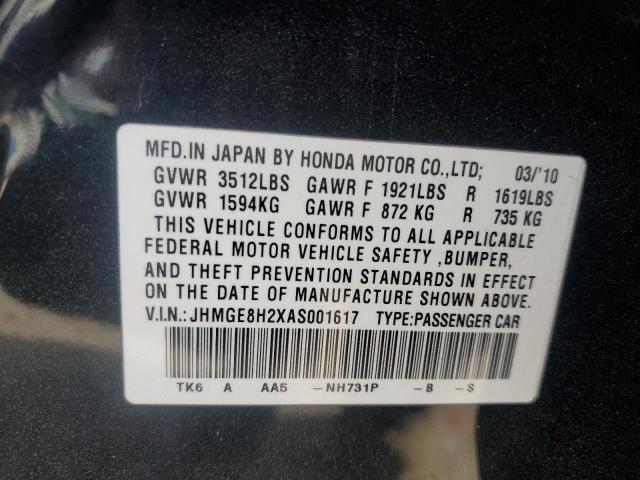 MFD.IN JAPAN BY HONDA MOTOR CO.,LTD; 03/'10
GVWR 3512LBS GAWR F 1921LBS R 1619LBS
GVWR 1594KG GAWR F 872 KG R 735 KG
THIS VEHICLE CONFORMS TO ALL APPLICABLE
FEDERAL MOTOR VEHICLE SAFETY ,BUMPER,
AND THEFT PREVENTION STANDARDS IN EFFECT
ON THE DATE OF MANUFACTURE SHOWN ABOVE.
V.I.N.:JHMGE8H2XAS001617 TYPE:PASSENGER CAR
TK6 A AA5 -NH731P -B -S